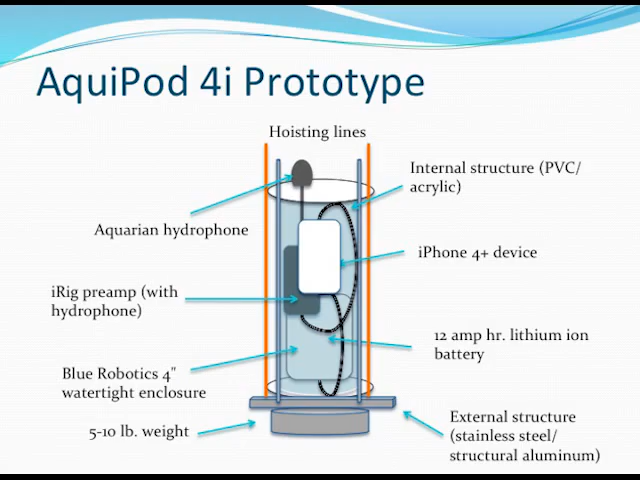 AquiPod 4i Prototype
Hoisting lines
Internal structure (PVC/
acrylic)
Aquarian hydrophone
iPhone 4+ device
iRig preamp (with
hydrophone)
12 amp hr. lithium ion
battery
Blue Robotics 4"
watertight enclosure
5-10 lb. weight
External structure
(stainless steel/
structural aluminum)